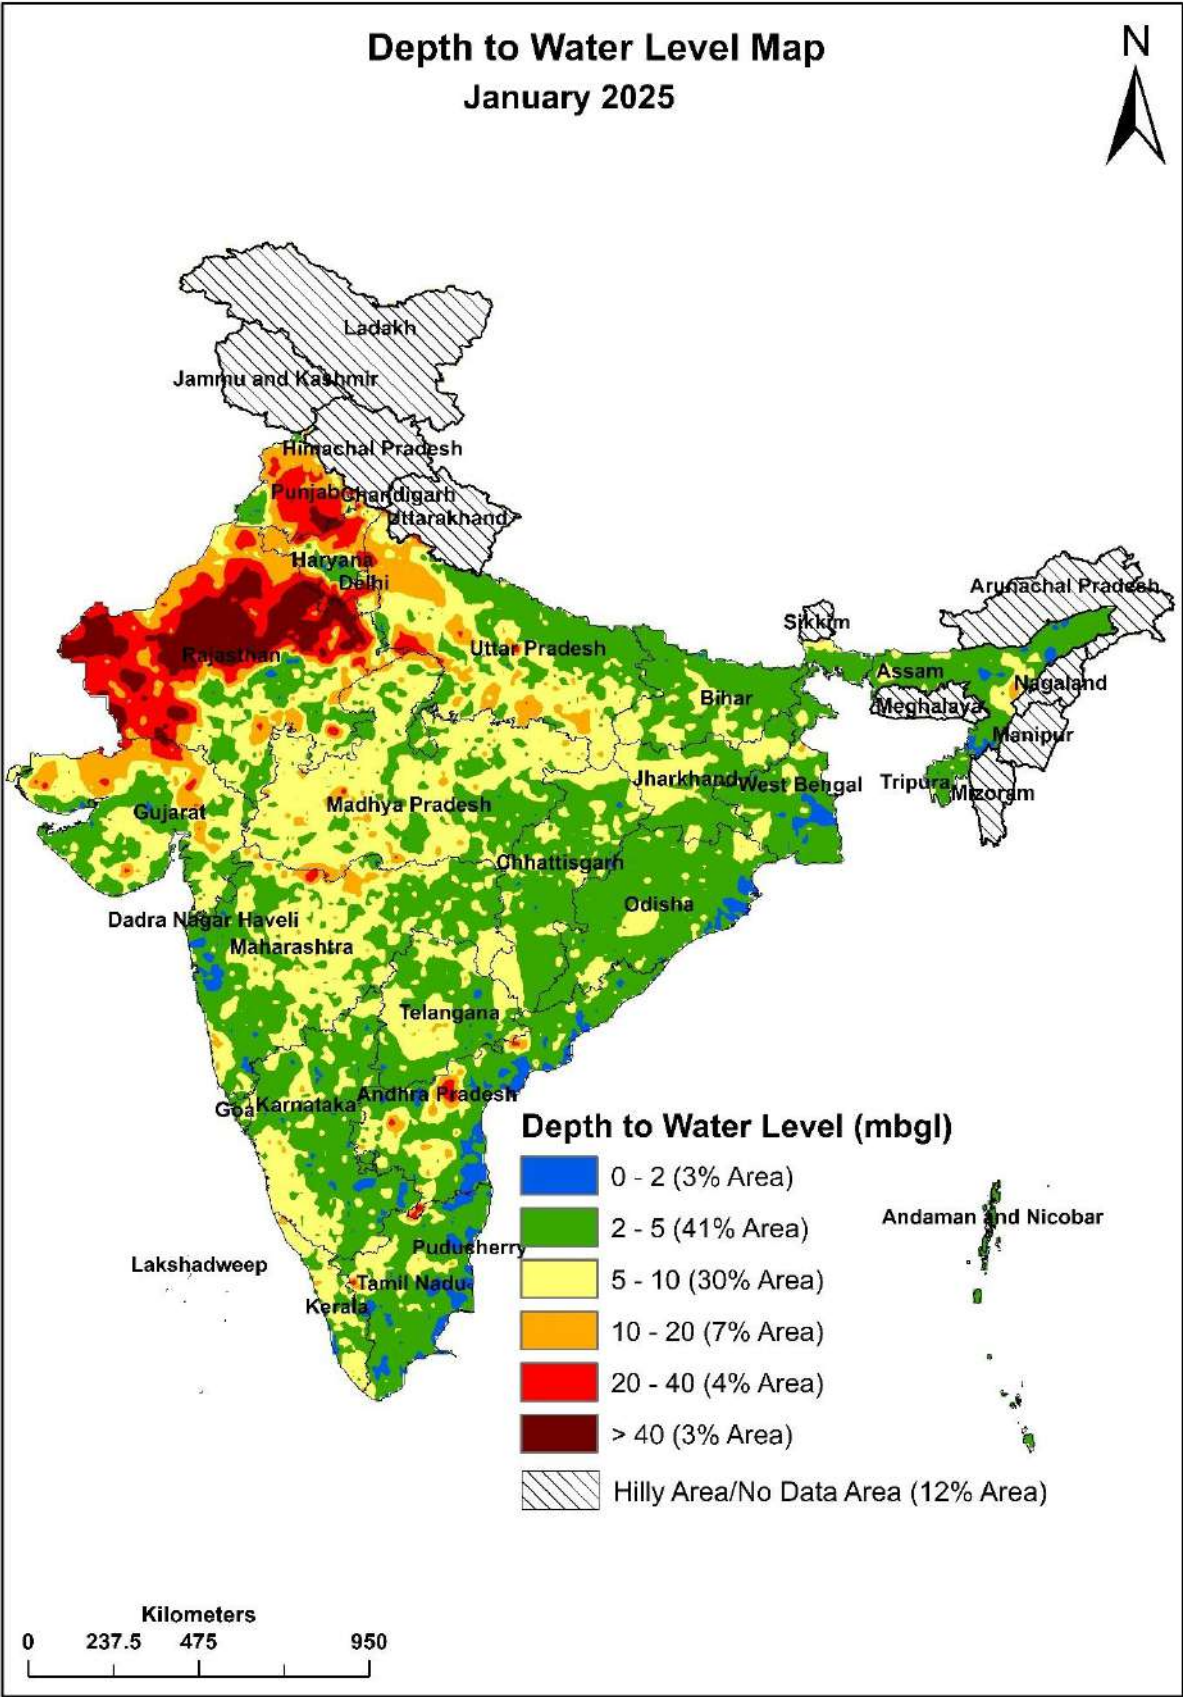 Depth to Water Level Map
January 2025
N
Ladakh
Jammu and Kashmir
Himachal Pradesh
Punjab
Chandigarh
Uttarakhand
Haryana
Delhi
Arunachal Pradesh
Sikkim
Rajasthan
Uttar Pradesh
Assam
Nagaland
Bihar
Meghalaya
Manipur
Jharkhand
West Bengal
Tripura
Mizoram
Gujarat
Madhya Pradesh
Chhattisgarh
Odisha
Dadra Nagar Haveli
Maharashtra
Telangana
Andhra Pradesh
Goa
Karnataka
Depth to Water Level (mbgl)
0 - 2 (3% Area)
2 - 5 (41% Area)
5 - 10 (30% Area)
10 - 20 (7% Area)
20 - 40 (4% Area)
> 40 (3% Area)
Hilly Area/No Data Area (12% Area)
Andaman and Nicobar
Puducherry
Lakshadweep
Tamil Nadu
Kerala
Kilometers
0 237.5 475 950